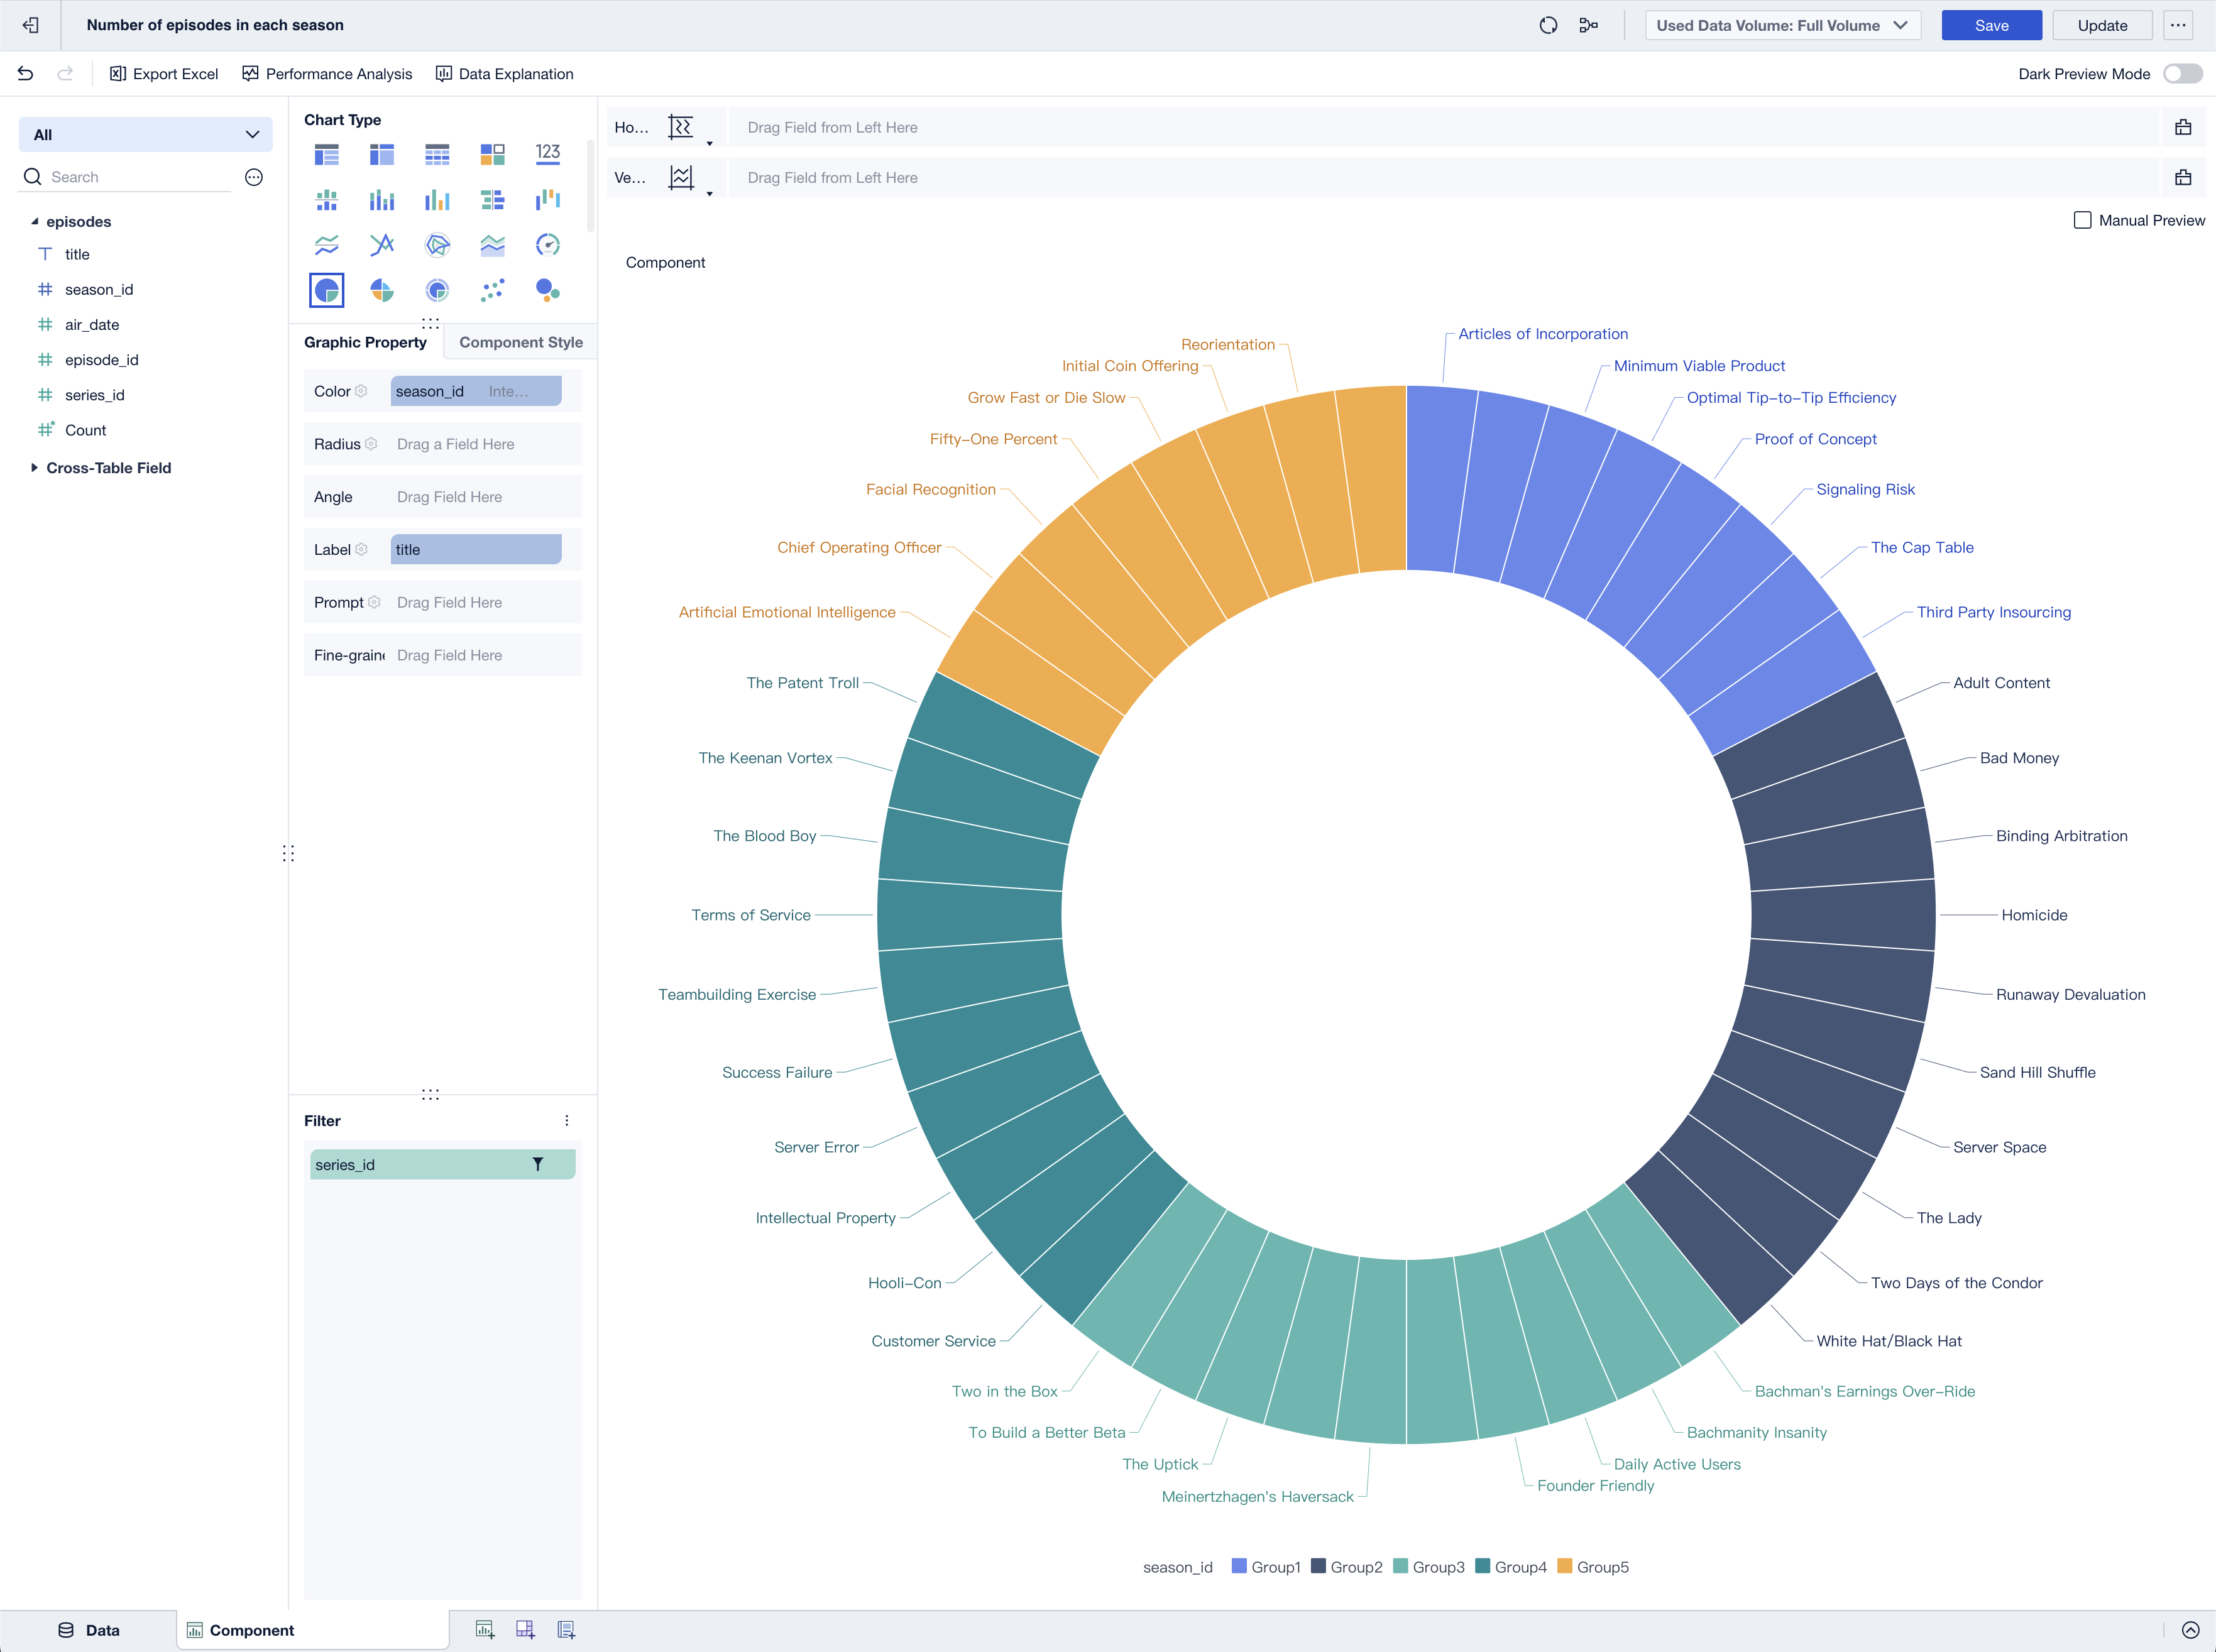 Number of episodes in each season
Used Data Volume: Full Volume
Save
Update
Export Excel
Performance Analysis
Data Explanation
Dark Preview Mode
All
Search
episodes
title
season_id
air_date
episode_id
series_id
Count
Cross-Table Field
Chart Type
123
Graphic Property
Component Style
Color
season_id
Inte...
Radius
Drag a Field Here
Angle
Drag Field Here
Label
title
Prompt
Drag Field Here
Fine-graine
Drag Field Here
Filter
series_id
Ho...
Drag Field from Left Here
Ve...
Drag Field from Left Here
Manual Preview
Component
Articles of Incorporation
Minimum Viable Product
Optimal Tip-to-Tip Efficiency
Proof of Concept
Signaling Risk
The Cap Table
Third Party Insourcing
Adult Content
Bad Money
Binding Arbitration
Homicide
Runaway Devaluation
Sand Hill Shuffle
Server Space
The Lady
Two Days of the Condor
White Hat/Black Hat
Bachman's Earnings Over-Ride
Bachmanity Insanity
Daily Active Users
Founder Friendly
Meinertzhagen's Haversack
The Uptick
To Build a Better Beta
Two in the Box
Customer Service
Hooli-Con
Intellectual Property
Server Error
Success Failure
Teambuilding Exercise
Terms of Service
The Blood Boy
The Keenan Vortex
The Patent Troll
Artificial Emotional Intelligence
Chief Operating Officer
Facial Recognition
Fifty-One Percent
Grow Fast or Die Slow
Initial Coin Offering
Reorientation
season_id
Group1
Group2
Group3
Group4
Group5
Data
Component